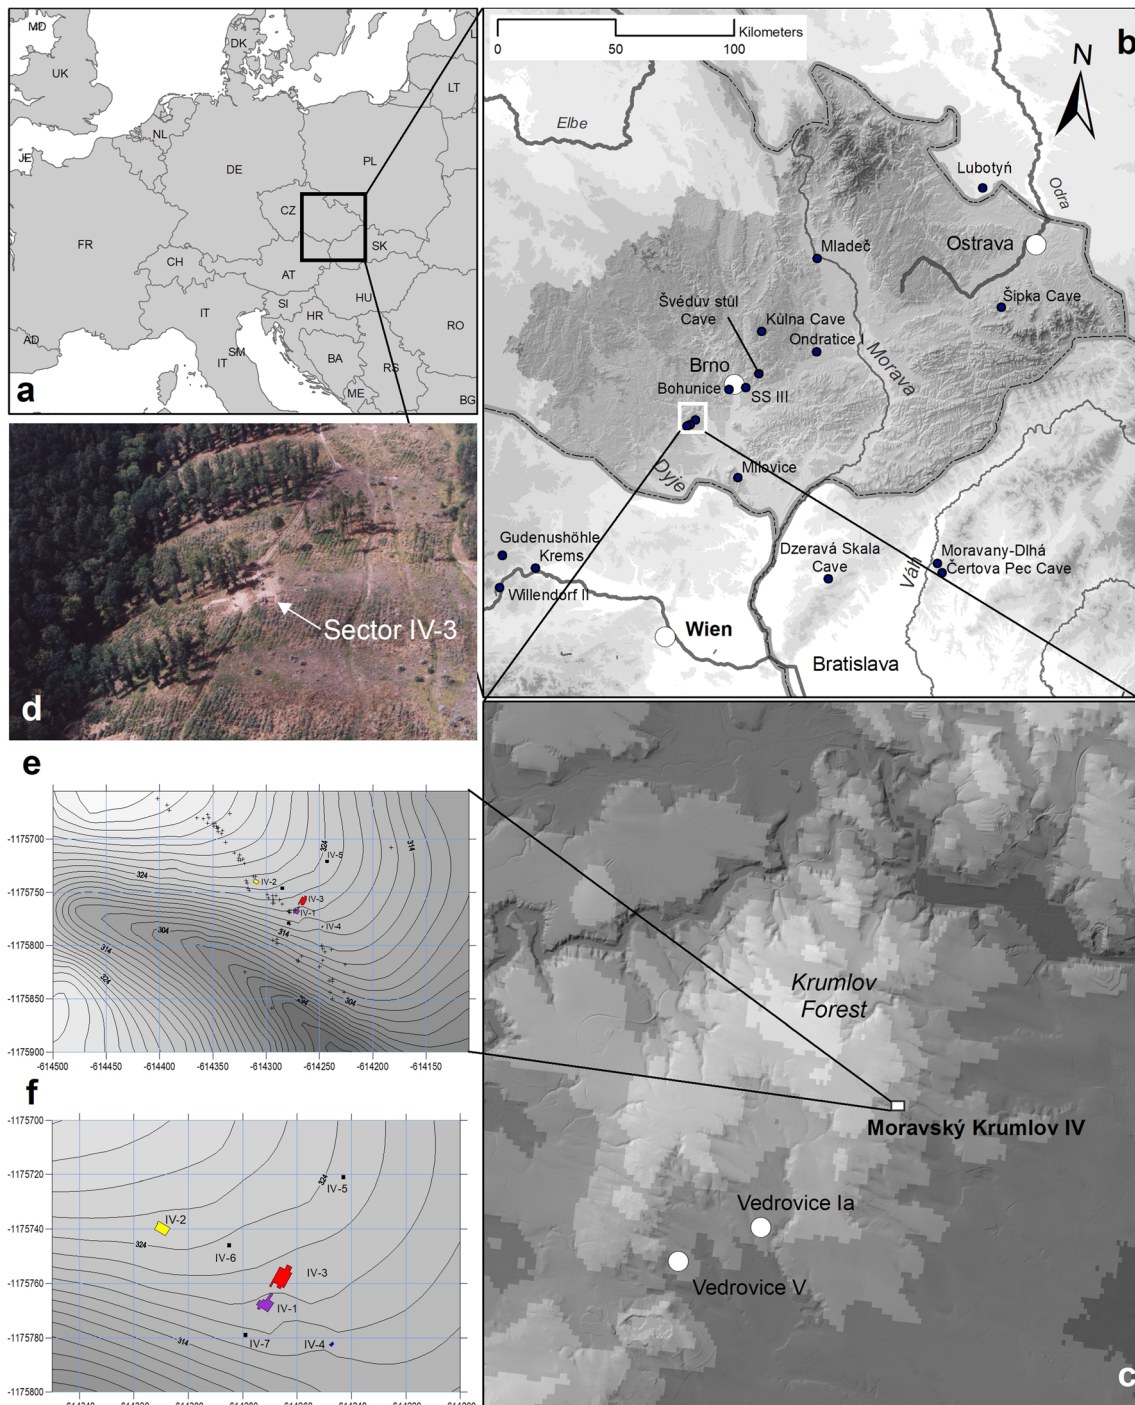 MD
UK
JE
NL
DK
LT
DE
PL
CZ
SK
FR
CH
AT
SI
HU
HR
IT
RO
AD
SM
IT
BA
RS
ME
BG
a
b
0
50
100
Kilometers
N
Elbe
Lubotyń
Odra
Ostrava
Mladeč
Šipka Cave
Švédův stůl
Cave
Kůlna Cave
Ondratice I
Morava
Brno
Bohunice
SS III
Dyje
Milovice
Gudenushöhle
Krems
Willendorf II
Dzeravá Skala
Cave
Váh
Moravany-Dlhá
Čertova Pec Cave
Wien
Bratislava
Sector IV-3
d
e
-1175700
-1175750
-1175800
-1175850
-1175900
-614500
-614450
-614400
-614350
-614300
-614250
-614200
-614150
324
314
IV-5
324
IV-2
IV-3
IV-1
314
IV-4
304
314
324
294
304
f
-1175700
-1175720
-1175740
-1175760
-1175780
-1175800
324
IV-5
IV-2
324
IV-6
IV-3
IV-1
314
IV-7
IV-4
Krumlov
Forest
Moravský Krumlov IV
Vedrovice Ia
Vedrovice V
c